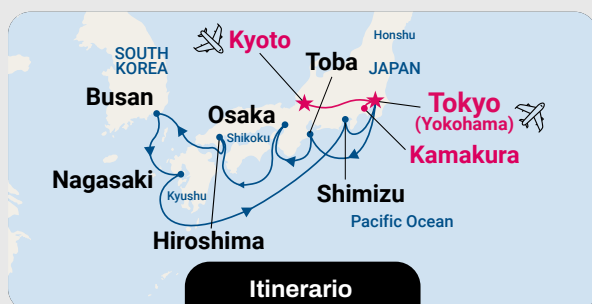 Honshu
Kyoto
SOUTH
KOREA
Toba
JAPAN
Busan
Tokyo
(Yokohama)
Osaka
Shikoku
Kamakura
Nagasaki
Kyushu
Shimizu
Pacific Ocean
Hiroshima
Itinerario